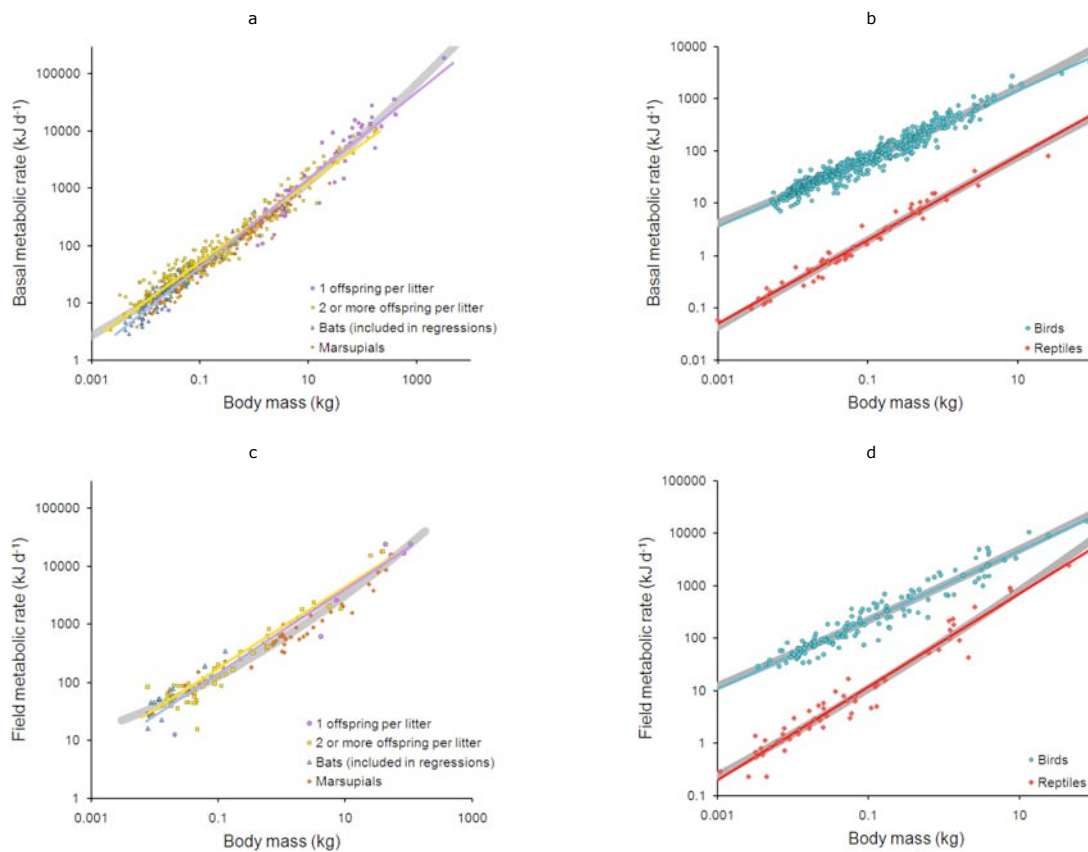 a
Basal metabolic rate (kJ d⁻¹)
100000
10000
1000
100
10
1
0.001
0.1
10
1000
Body mass (kg)
1 offspring per litter
2 or more offspring per litter
Bats (included in regressions)
Marsupials
b
Basal metabolic rate (kJ d⁻¹)
10000
1000
100
10
1
0.1
0.01
0.001
0.1
10
Body mass (kg)
Birds
Reptiles
c
Field metabolic rate (kJ d⁻¹)
100000
10000
1000
100
10
1
0.001
0.1
10
1000
Body mass (kg)
1 offspring per litter
2 or more offspring per litter
Bats (included in regressions)
Marsupials
d
Field metabolic rate (kJ d⁻¹)
100000
10000
1000
100
10
1
0.1
0.001
0.1
10
Body mass (kg)
Birds
Reptiles